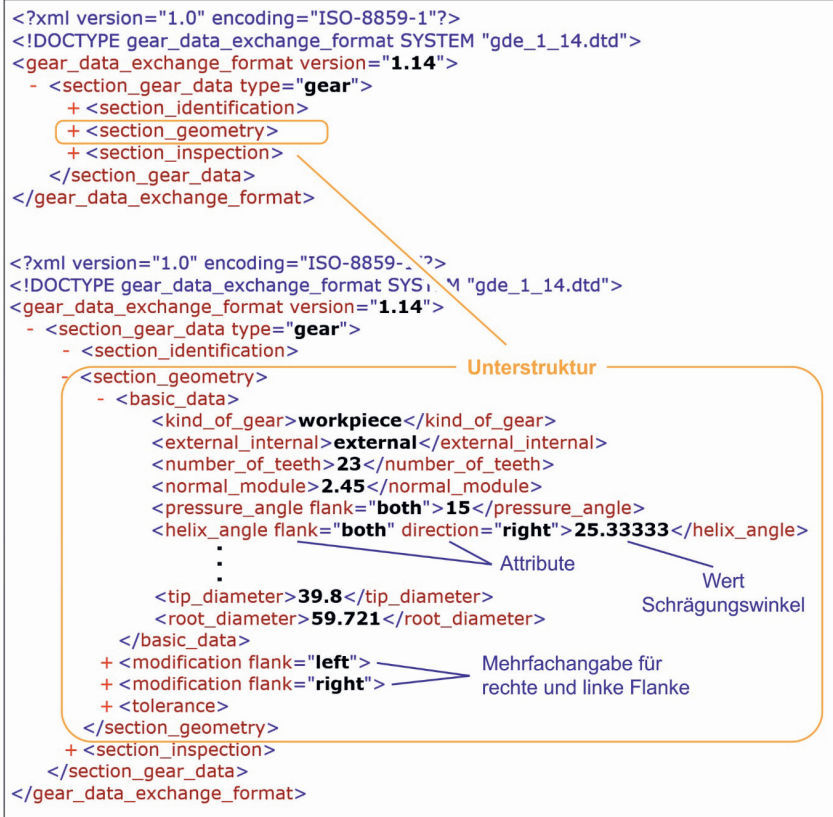 <?xml version="1.0" encoding="ISO-8859-1"?>
<!DOCTYPE gear_data_exchange_format SYSTEM "gde_1_14.dtd">
<gear_data_exchange_format version="1.14">
- <section_gear_data type="gear">
+ <section_identification>
+ <section_geometry>
+ <section_inspection>
</section_gear_data>
</gear_data_exchange_format>
<?xml version="1.0" encoding="ISO-8859-1"?>
<!DOCTYPE gear_data_exchange_format SYSTEM "gde_1_14.dtd">
<gear_data_exchange_format version="1.14">
- <section_gear_data type="gear">
- <section_identification>
Unterstruktur
- <section_geometry>
- <basic_data>
<kind_of_gear>workpiece</kind_of_gear>
<external_internal>external</external_internal>
<number_of_teeth>23</number_of_teeth>
<normal_module>2.45</normal_module>
<pressure_angle flank="both">15</pressure_angle>
<helix_angle flank="both" direction="right">25.33333</helix_angle>
Attribute
Wert
Schrägungswinkel
<tip_diameter>39.8</tip_diameter>
<root_diameter>59.721</root_diameter>
</basic_data>
+ <modification flank="left">
+ <modification flank="right">
Mehrfachangabe für
rechte und linke Flanke
+ <tolerance>
</section_geometry>
+ <section_inspection>
</section_gear_data>
</gear_data_exchange_format>